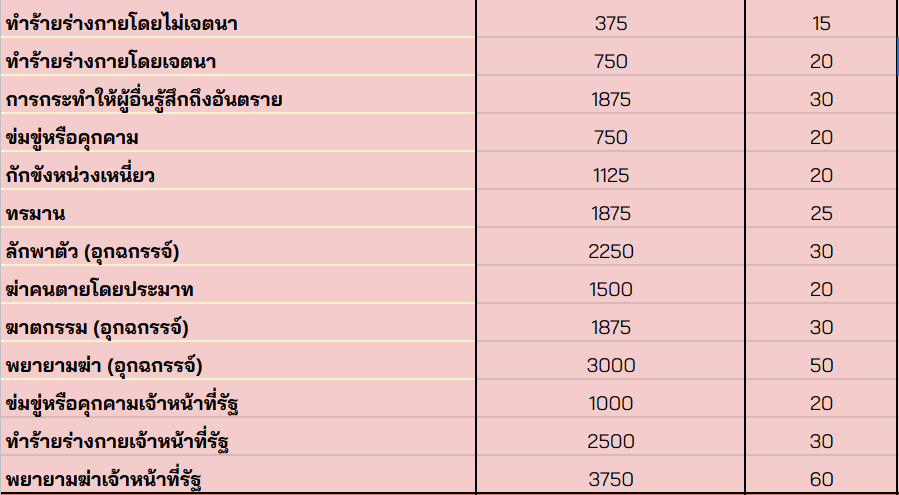 ทำร้ายร่างกายโดยไม่เจตนา 375 15
ทำร้ายร่างกายโดยเจตนา 750 20
การกระทำให้ผู้อื่นรู้สึกถึงอันตราย 1875 30
ข่มขู่หรือคุกคาม 750 20
กักขังหน่วงเหนี่ยว 1125 20
ทรมาน 1875 25
ลักพาตัว (อุกฉกรรจ์) 2250 30
ฆ่าคนตายโดยประมาท 1500 20
ฆาตกรรม (อุกฉกรรจ์) 1875 30
พยายามฆ่า (อุกฉกรรจ์) 3000 50
ข่มขู่หรือคุกคามเจ้าหน้าที่รัฐ 1000 20
ทำร้ายร่างกายเจ้าหน้าที่รัฐ 2500 30
พยายามฆ่าเจ้าหน้าที่รัฐ 3750 60